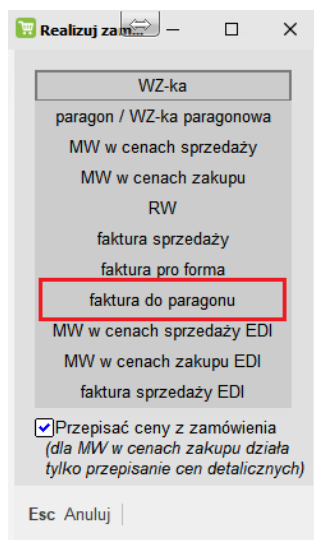 Realizuj zam...
WZ-ka
paragon / WZ-ka paragonowa
MW w cenach sprzedaży
MW w cenach zakupu
RW
faktura sprzedaży
faktura pro forma
faktura do paragonu
MW w cenach sprzedaży EDI
MW w cenach zakupu EDI
faktura sprzedaży EDI
Przepisać ceny z zamówienia
(dla MW w cenach zakupu działa
tylko przepisanie cen detalicznych)
Esc Anuluj